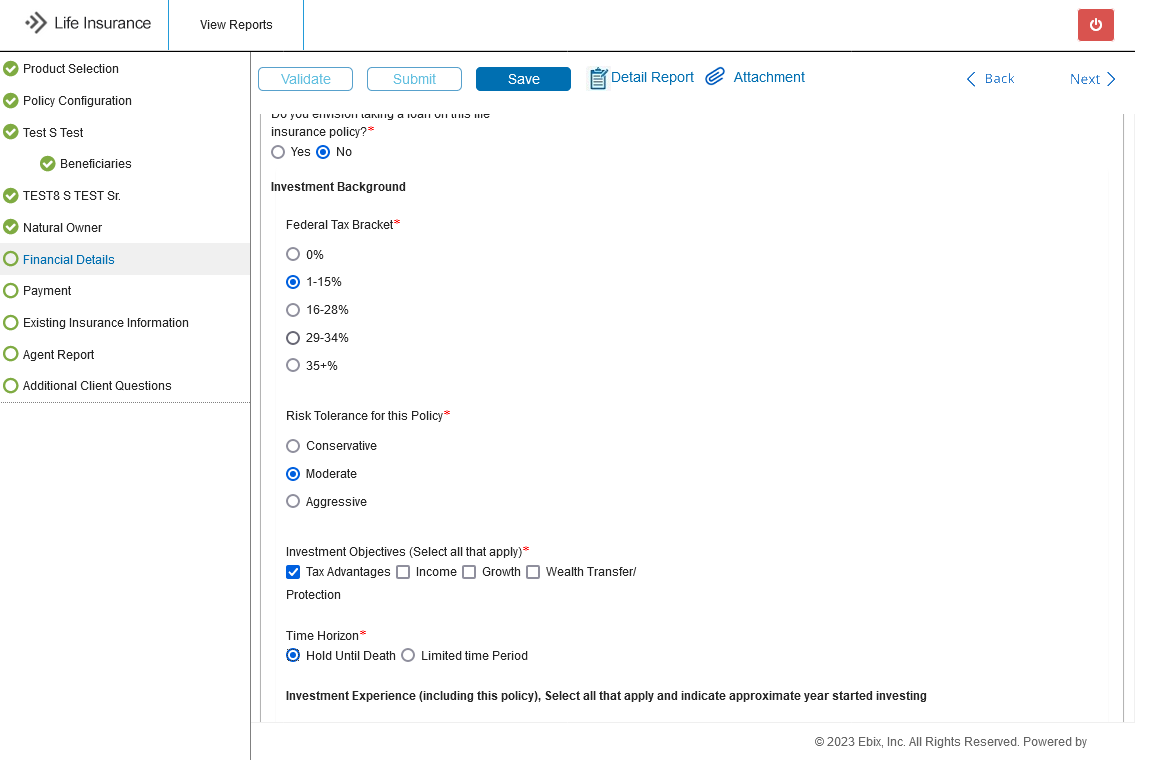 Life Insurance
View Reports
Product Selection
Policy Configuration
Test S Test
Beneficiaries
TEST8 S TEST Sr.
Natural Owner
Financial Details
Payment
Existing Insurance Information
Agent Report
Additional Client Questions
Validate Submit Save Detail Report Attachment Back Next
Do you envision taking a loan on this life
insurance policy?*
Yes No
Investment Background
Federal Tax Bracket*
0%
1-15%
16-28%
29-34%
35+%
Risk Tolerance for this Policy*
Conservative
Moderate
Aggressive
Investment Objectives (Select all that apply)*
Tax Advantages Income Growth Wealth Transfer/
Protection
Time Horizon*
Hold Until Death Limited time Period
Investment Experience (including this policy), Select all that apply and indicate approximate year started investing
© 2023 Ebix, Inc. All Rights Reserved. Powered by